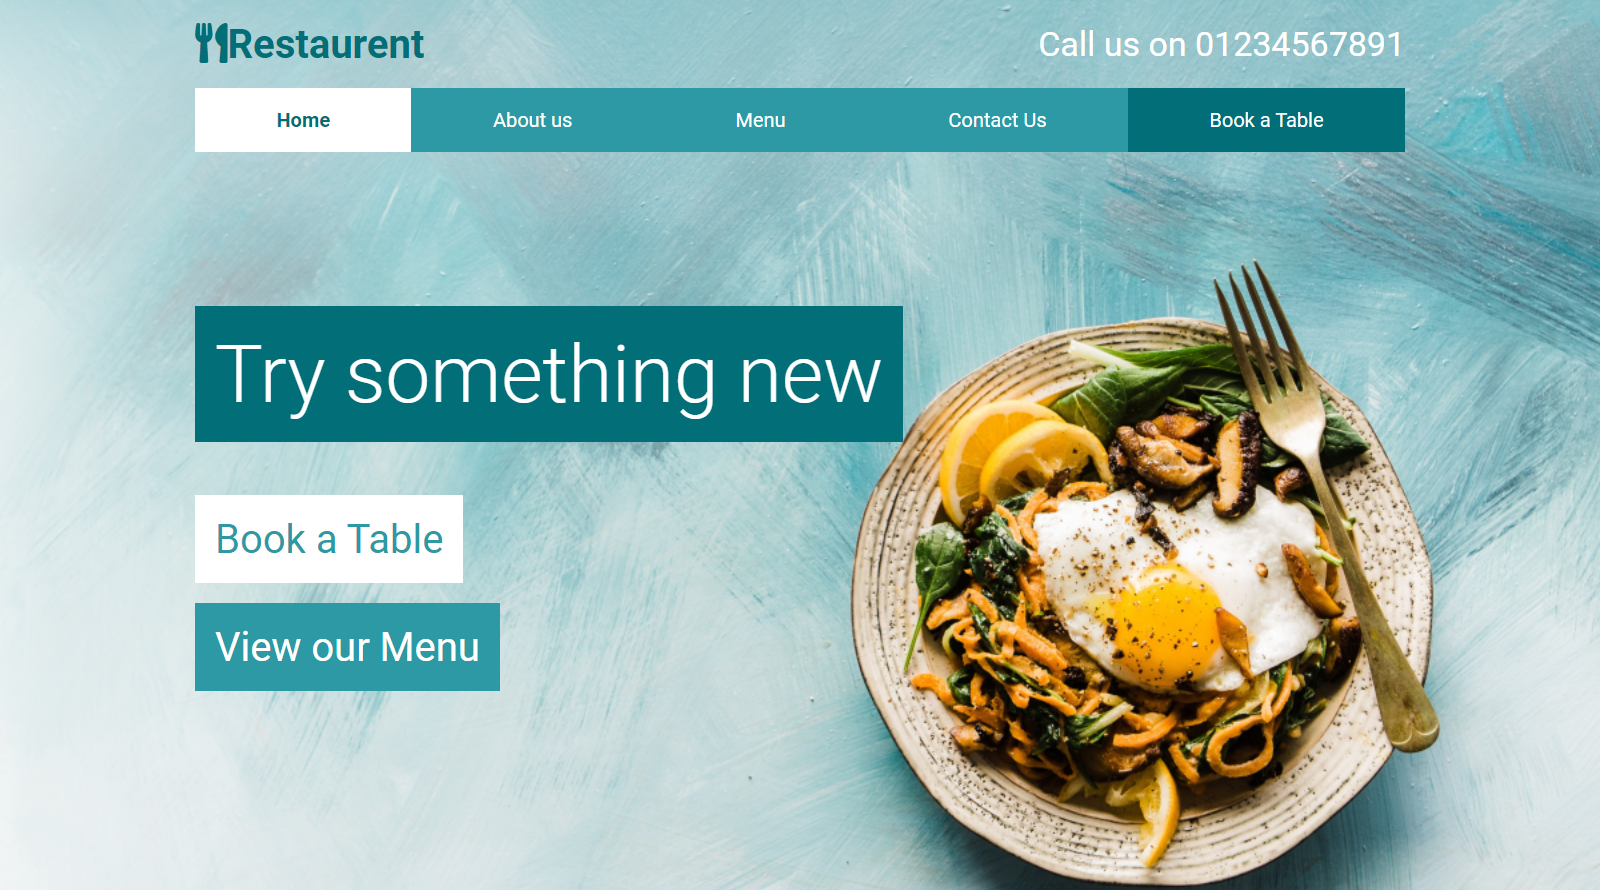 Restaurent
Call us on 01234567891
Home About us Menu Contact Us Book a Table
Try something new
Book a Table
View our Menu